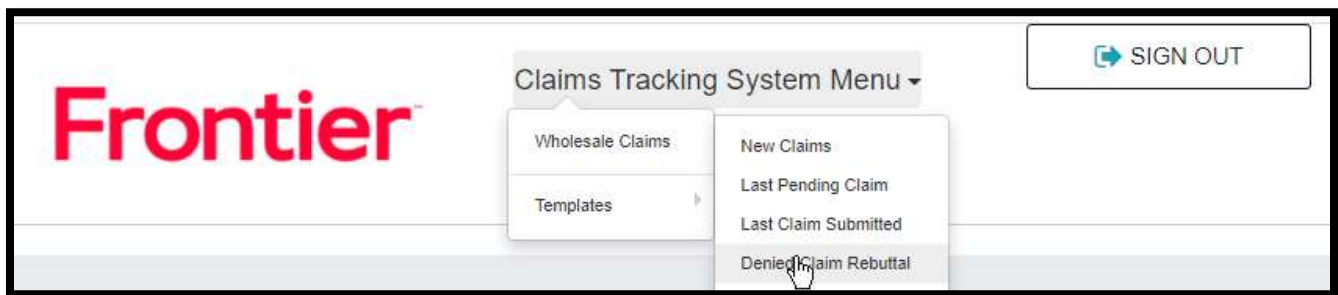 Frontier
Claims Tracking System Menu
SIGN OUT
Wholesale Claims
Templates
New Claims
Last Pending Claim
Last Claim Submitted
Denied Claim Rebuttal